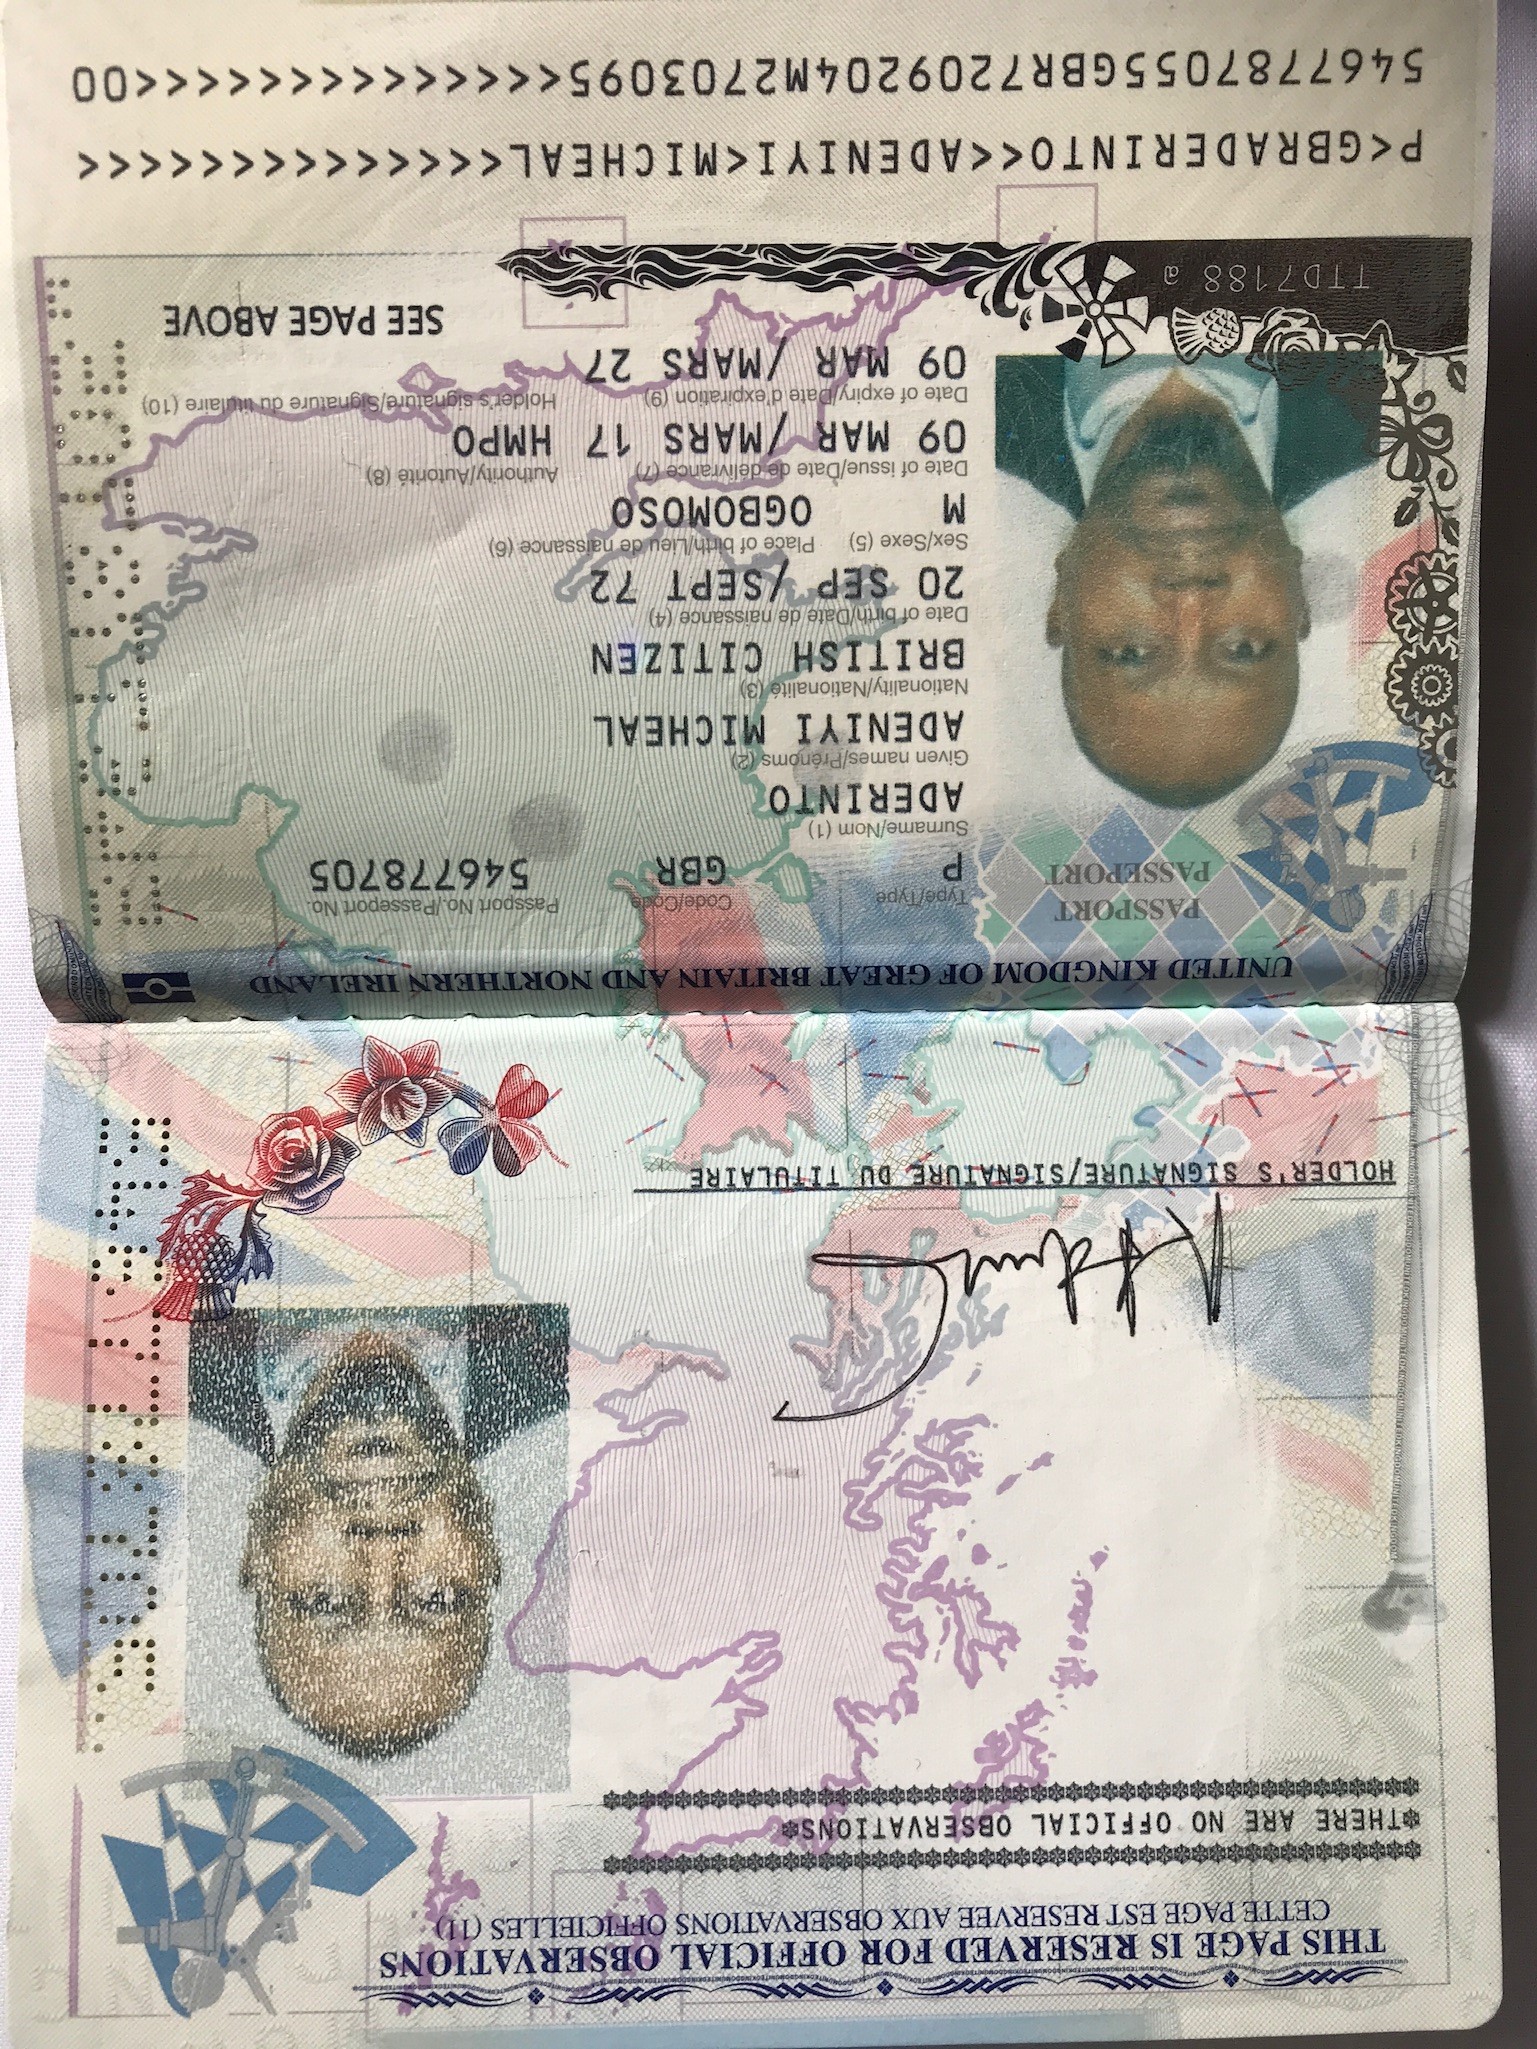 THIS PAGE IS RESERVED FOR OFFICIAL OBSERVATIONS
CETTE PAGE EST RESERVEE AUX OBSERVATIONS OFFICIELLES (11)
*THERE ARE NO OFFICIAL OBSERVATIONS*
HOLDER'S SIGNATURE/SIGNATURE DU TITULAIRE
UNITED KINGDOM OF GREAT BRITAIN AND NORTHERN IRELAND
PASSPORT
PASSEPORT
Type/Type Code/Code Passport No./Passeport No.
P GBR 546778705
Surname/Nom (1)
ADERINTO
Given names/Prénoms (2)
ADENIYI MICHEAL
Nationality/Nationalité (3)
BRITISH CITIZEN
Date of birth/Date de naissance (4)
20 SEP /SEPT 72
Sex/Sexe (5) Place of birth/Lieu de naissance (6)
M OGBOMOSO
Date of issue/Date de délivrance (7) Authority/Autorité (8)
09 MAR /MARS 17 HMPO
Date of expiry/Date d'expiration (9) Holder's signature/Signature du titulaire (10)
09 MAR /MARS 27
SEE PAGE ABOVE
TTD7188 a
P<GBRADERINTO<<ADENIYI<MICHEAL<<<<<<<<<<<<<<
5467787055GBR7209204M2703095<<<<<<<<<<<<<<00